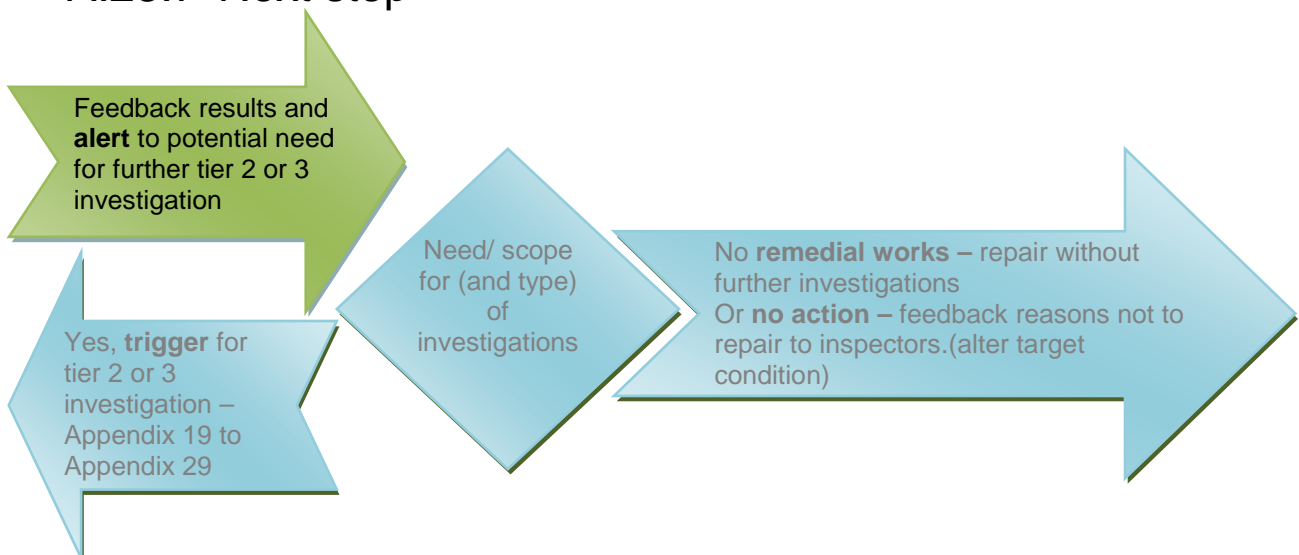 Next step
Feedback results and
alert to potential need
for further tier 2 or 3
investigation
Need/ scope
for (and type)
of
investigations
No remedial works – repair without
further investigations
Or no action – feedback reasons not to
repair to inspectors.(alter target
condition)
Yes, trigger for
tier 2 or 3
investigation –
Appendix 19 to
Appendix 29